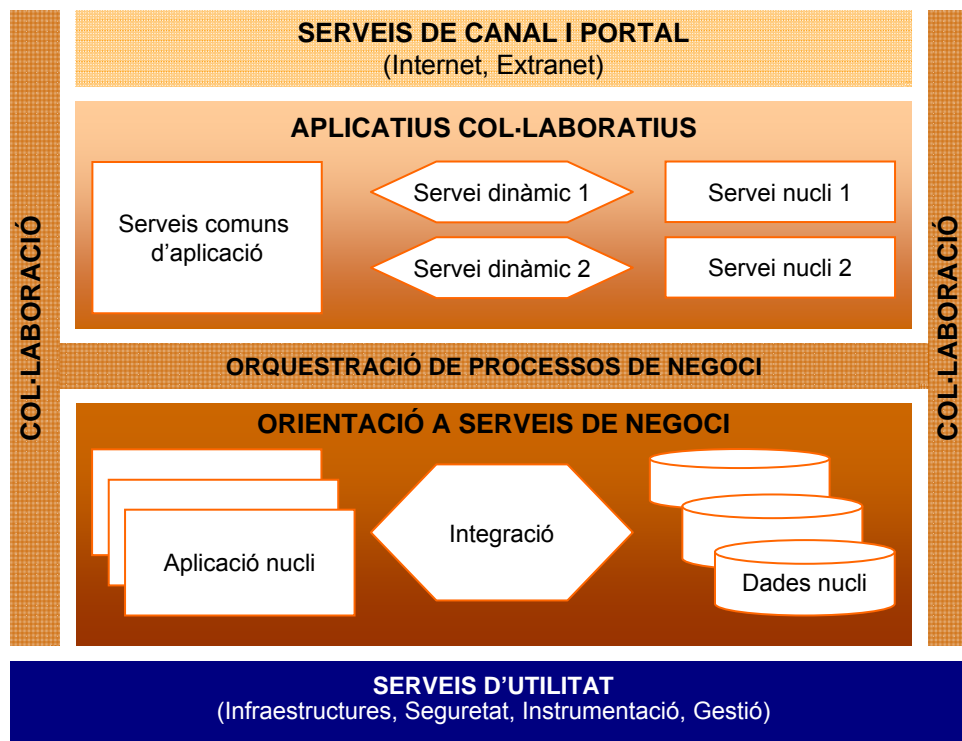 SERVEIS DE CANAL I PORTAL
(Internet, Extranet)
COL·LABORACIÓ
APLICATIUS COL·LABORATIUS
Serveis comuns
d'aplicació
Servei dinàmic 1
Servei nucli 1
Servei dinàmic 2
Servei nucli 2
COL·LABORACIÓ
ORQUESTRACIÓ DE PROCESSOS DE NEGOCI
ORIENTACIÓ A SERVEIS DE NEGOCI
Aplicació nucli
Integració
Dades nucli
SERVEIS D'UTILITAT
(Infraestructures, Seguretat, Instrumentació, Gestió)